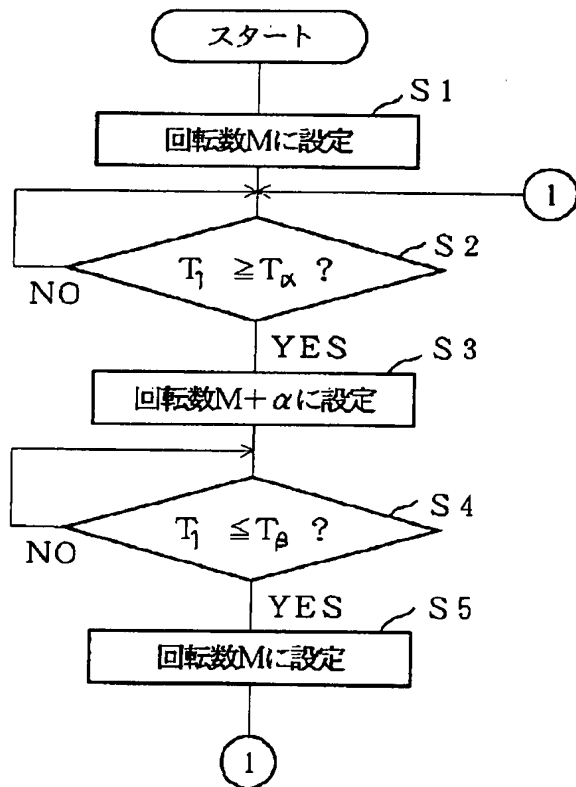 スタート
S1
回転数Mに設定
1
S2
T1 ≧Tα ?
NO
YES
S3
回転数M+αに設定
S4
T1 ≦Tβ ?
NO
YES
S5
回転数Mに設定
1